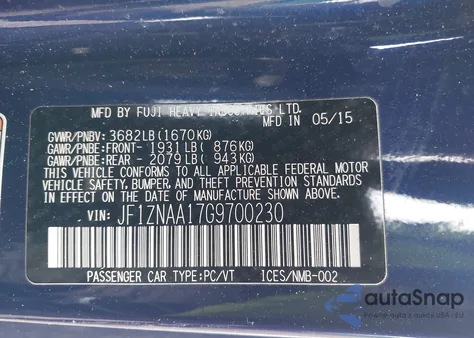 MFD BY FUJI HEAVY INDUSTRIES LTD.
05/15
GVWR/PNBV: 3682LB(1670KG)
GAWR/PNBE:FRONT- 1931LB( 876KG)
GAWR/PNBE:REAR - 2079LB( 943KG)
THIS VEHICLE CONFORMS TO ALL APPLICABLE FEDERAL MOTOR
VEHICLE SAFETY, BUMPER, AND THEFT PREVENTION STANDARDS
IN EFFECT ON THE DATE OF MANUFACTURE SHOWN ABOVE.
VIN: JF1ZNAA17G9700230
PASSENGER CAR TYPE:PC/VT ICES/NMB-002
autoSnap